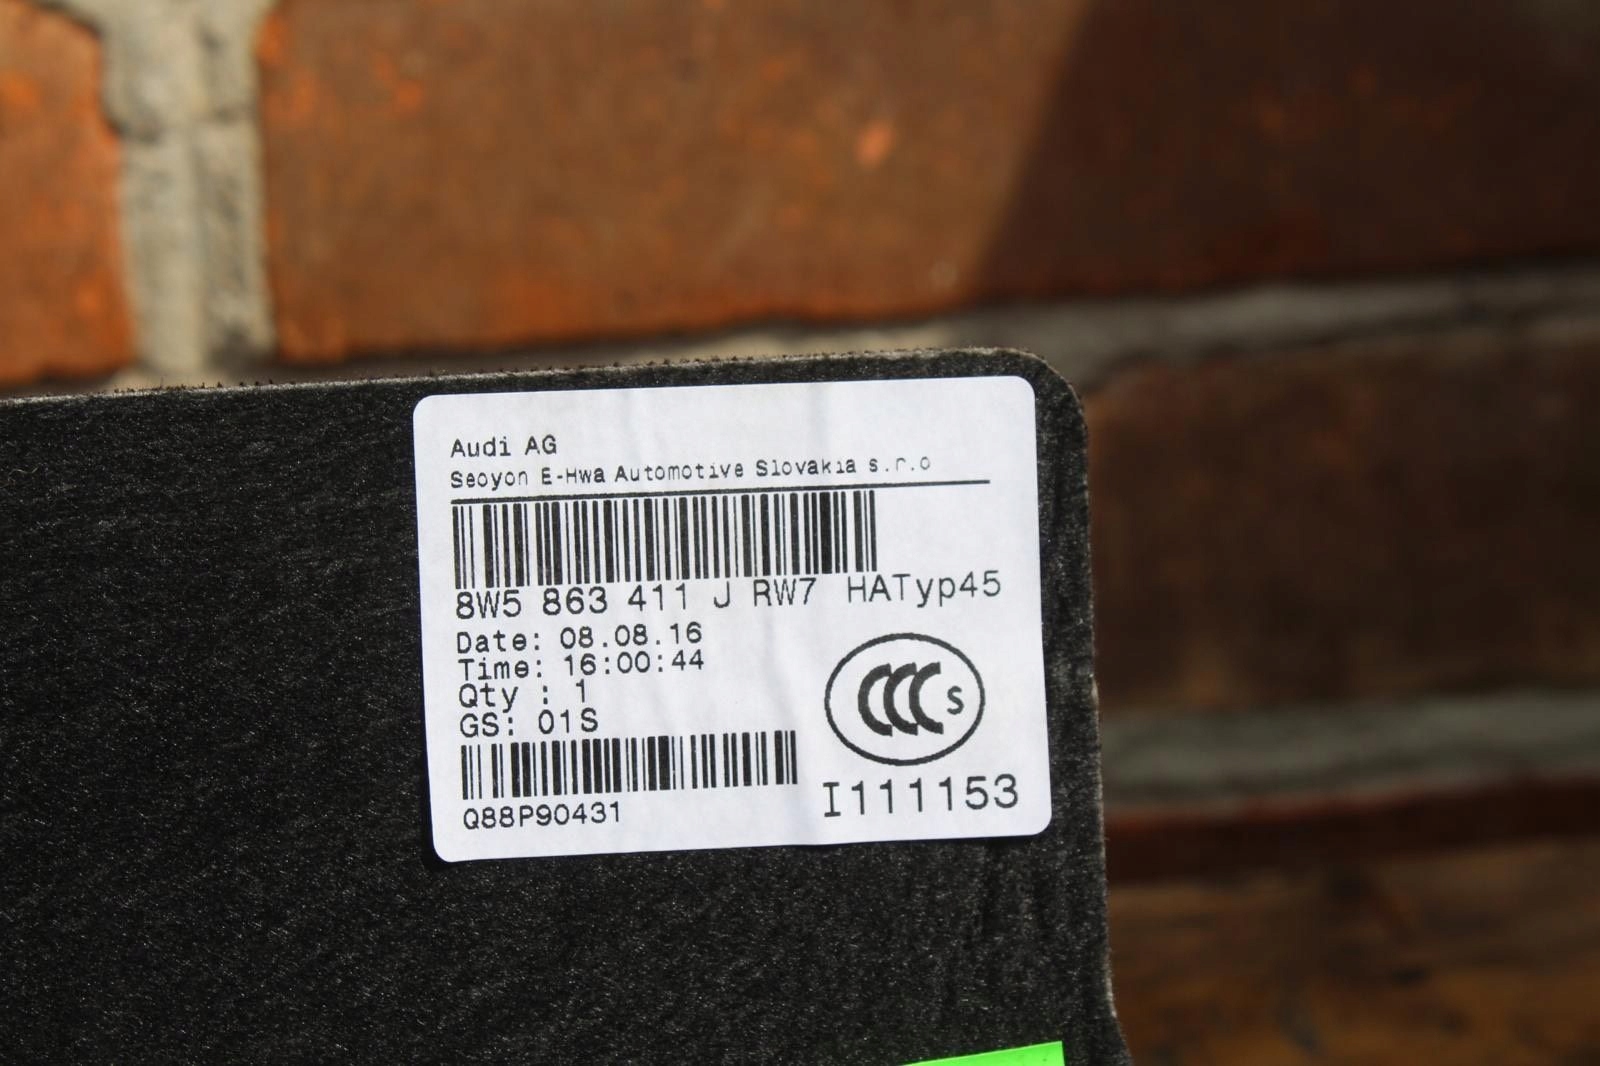 Audi AG
Seoyon E-Hwa Automotive Slovakia s.r.o
8W5 863 411 J RW7 HATyp45
Date: 08.08.16
Time: 16:00:44
Qty : 1
GS: 01S
CCC S
Q88P90431
I111153